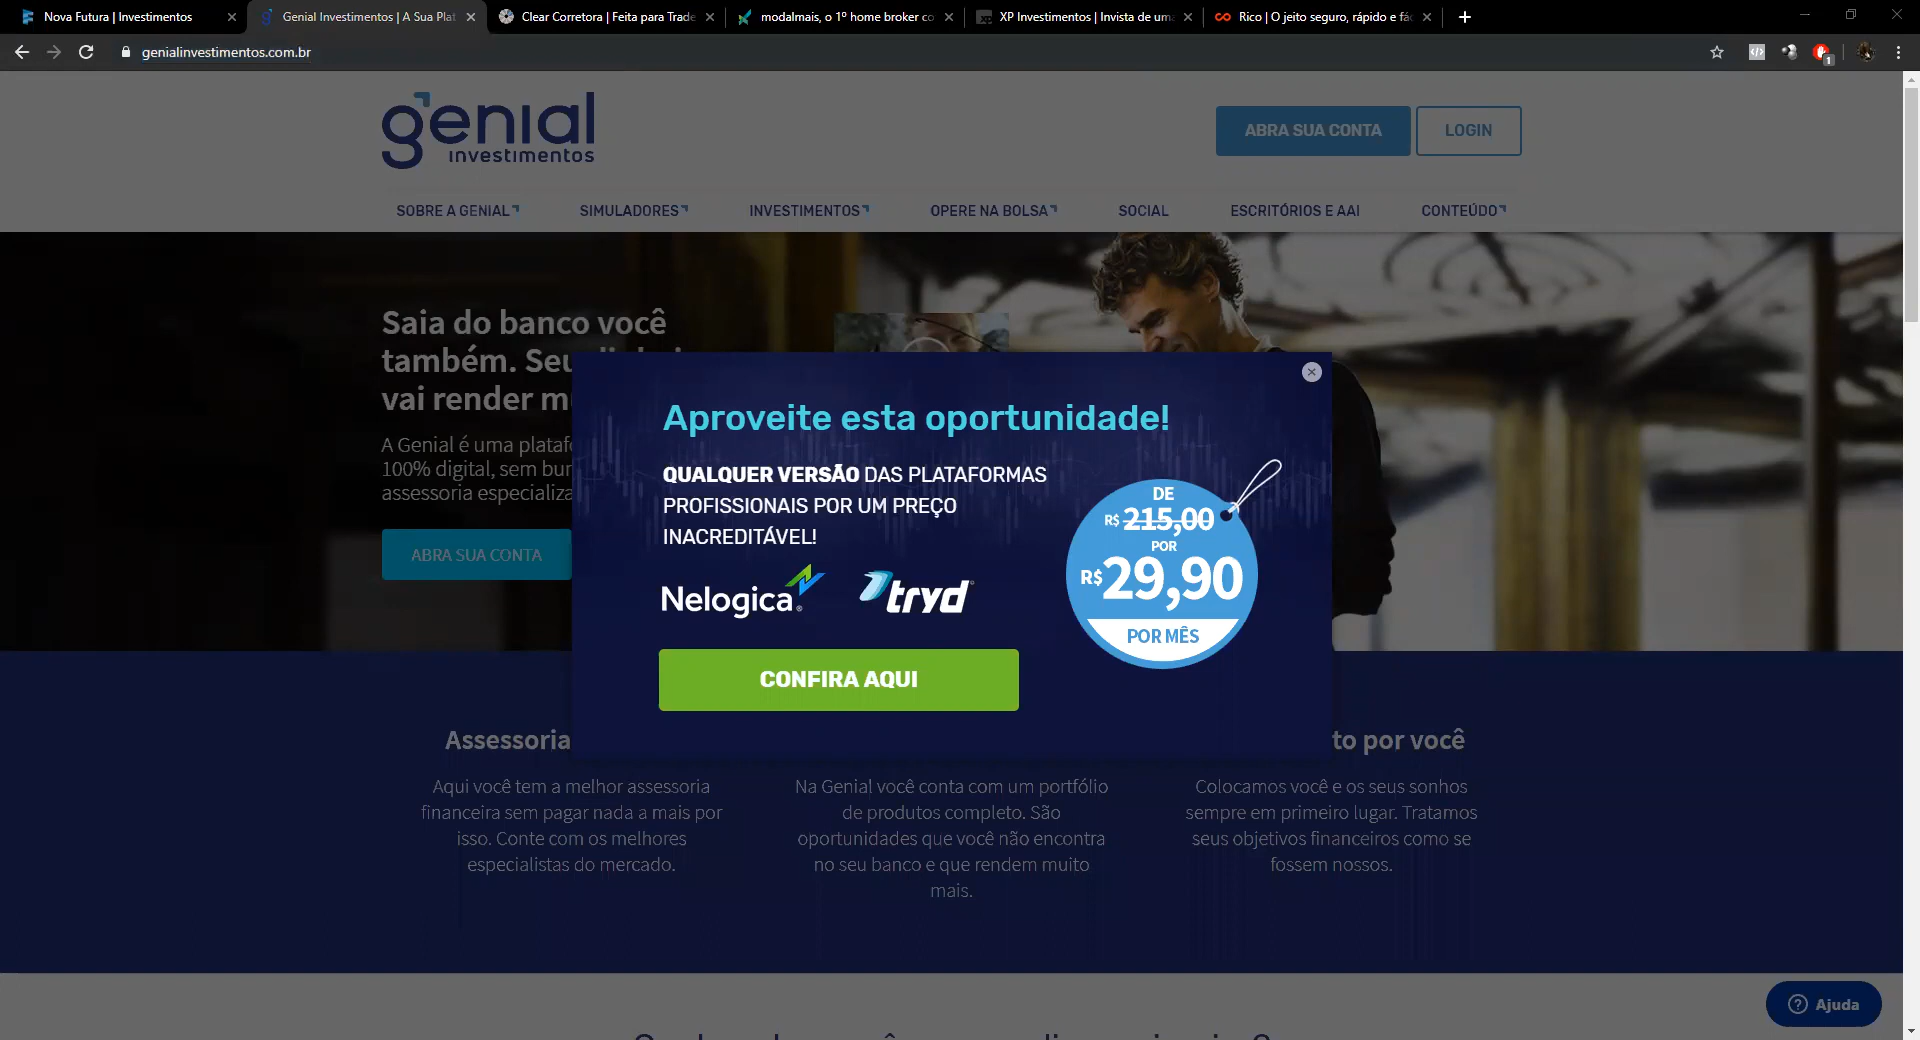 Nova Futura | Investimentos
Genial Investimentos | A Sua Plat
Clear Corretora | Feita para Trade
modalmais, o 1º home broker co
XP Investimentos | Invista de uma
Rico | O jeito seguro, rápido e fác
genialinvestimentos.com.br
1
genial
investimentos
ABRA SUA CONTA
LOGIN
SOBRE A GENIAL
SIMULADORES
INVESTIMENTOS
OPERE NA BOLSA
SOCIAL
ESCRITÓRIOS E AAI
CONTEÚDO
Saia do banco você
também. Seu
vai render
A Genial é uma
100% digital, sem
assessoria
ABRA SUA CONTA
Aproveite esta oportunidade!
QUALQUER VERSÃO DAS PLATAFORMAS
PROFISSIONAIS POR UM PREÇO
INACREDITÁVEL!
Nelogica
tryd
DE
R$ 215,00
POR
R$29,90
POR MÊS
CONFIRA AQUI
Assessoria
to por você
Aqui você tem a melhor assessoria
financeira sem pagar nada a mais por
isso. Conte com os melhores
especialistas do mercado.
Na Genial você conta com um portfólio
de produtos completo. São
oportunidades que você não encontra
no seu banco e que rendem muito
mais.
Colocamos você e os seus sonhos
sempre em primeiro lugar. Tratamos
seus objetivos financeiros como se
fossem nossos.
Ajuda